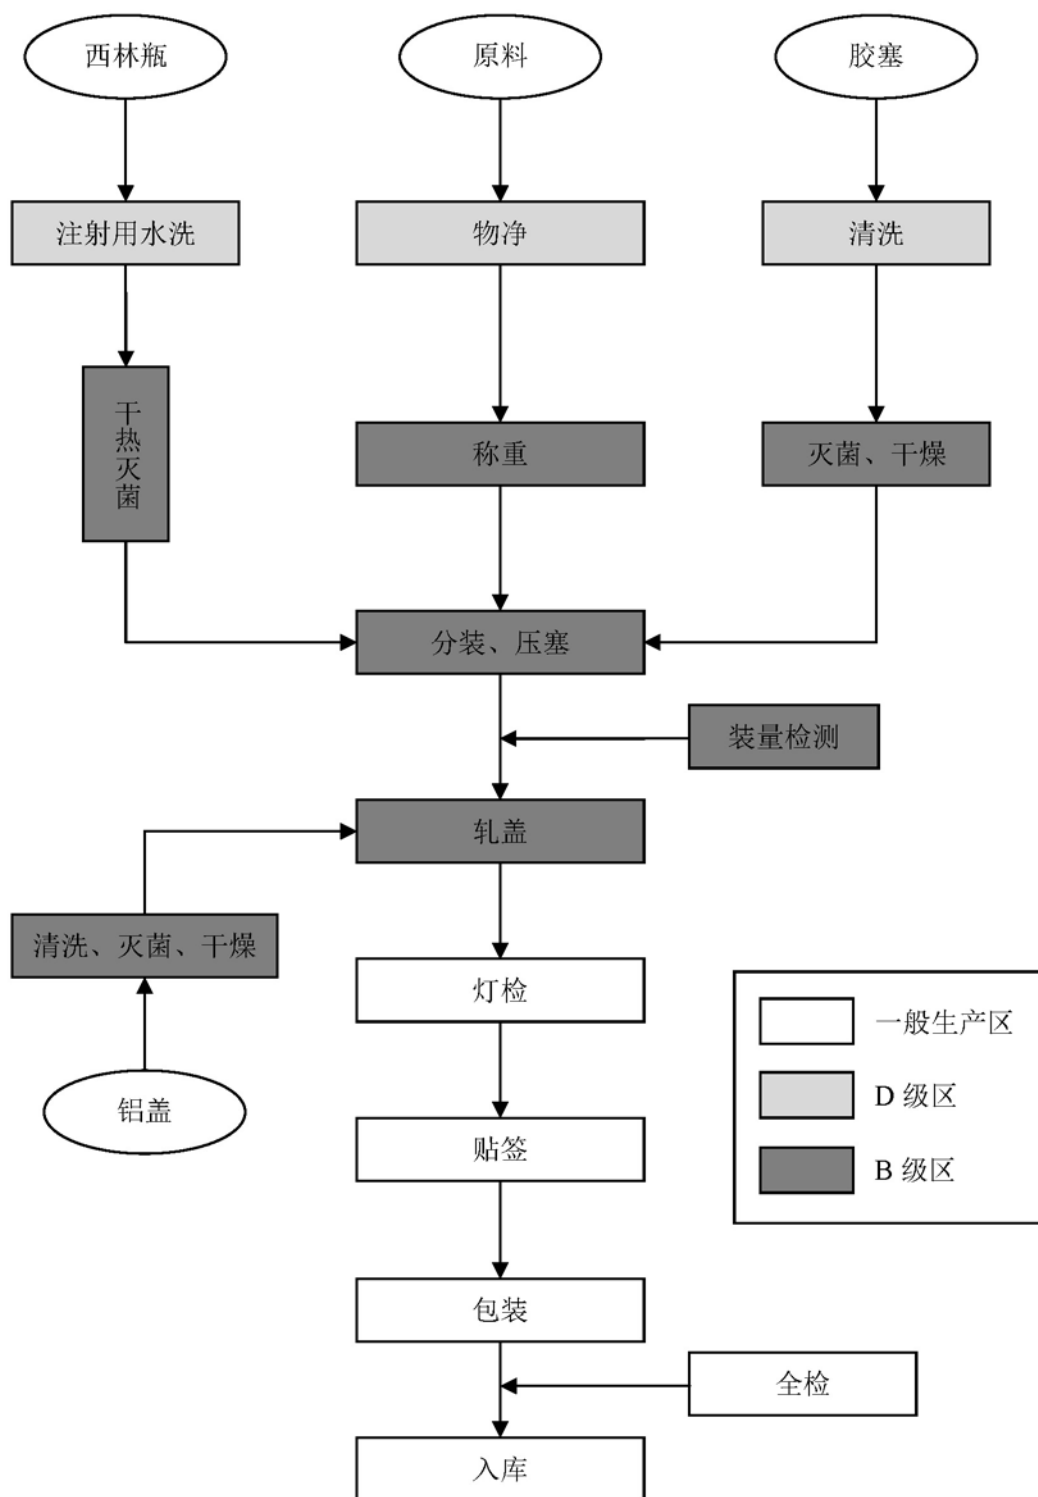 西林瓶
原料
胶塞
注射用水洗
物净
清洗
干热灭菌
称重
灭菌、干燥
分装、压塞
装量检测
轧盖
清洗、灭菌、干燥
灯检
铝盖
一般生产区
D 级区
B 级区
贴签
包装
全检
入库